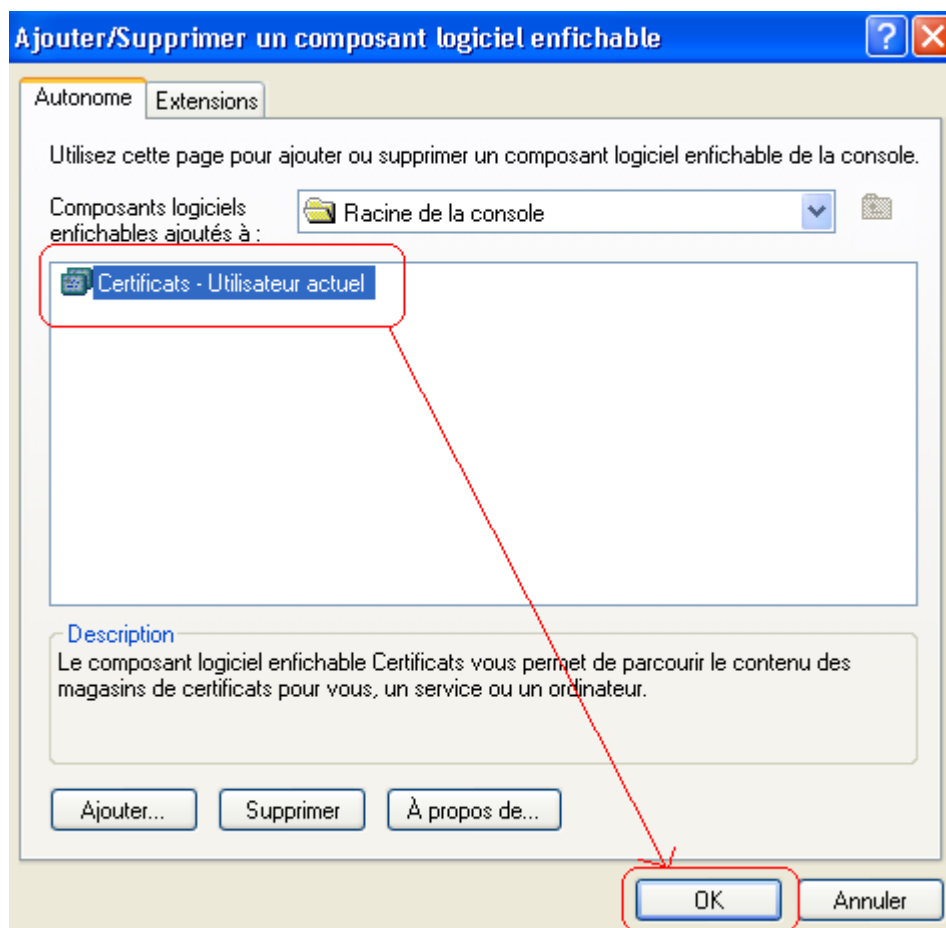 Ajouter/Supprimer un composant logiciel enfichable
Autonome
Extensions
Utilisez cette page pour ajouter ou supprimer un composant logiciel enfichable de la console.
Composants logiciels
enfichables ajoutés à :
Racine de la console
Certificats - Utilisateur actuel
Description
Le composant logiciel enfichable Certificats vous permet de parcourir le contenu des
magasins de certificats pour vous, un service ou un ordinateur.
Ajouter...
Supprimer
À propos de...
OK
Annuler